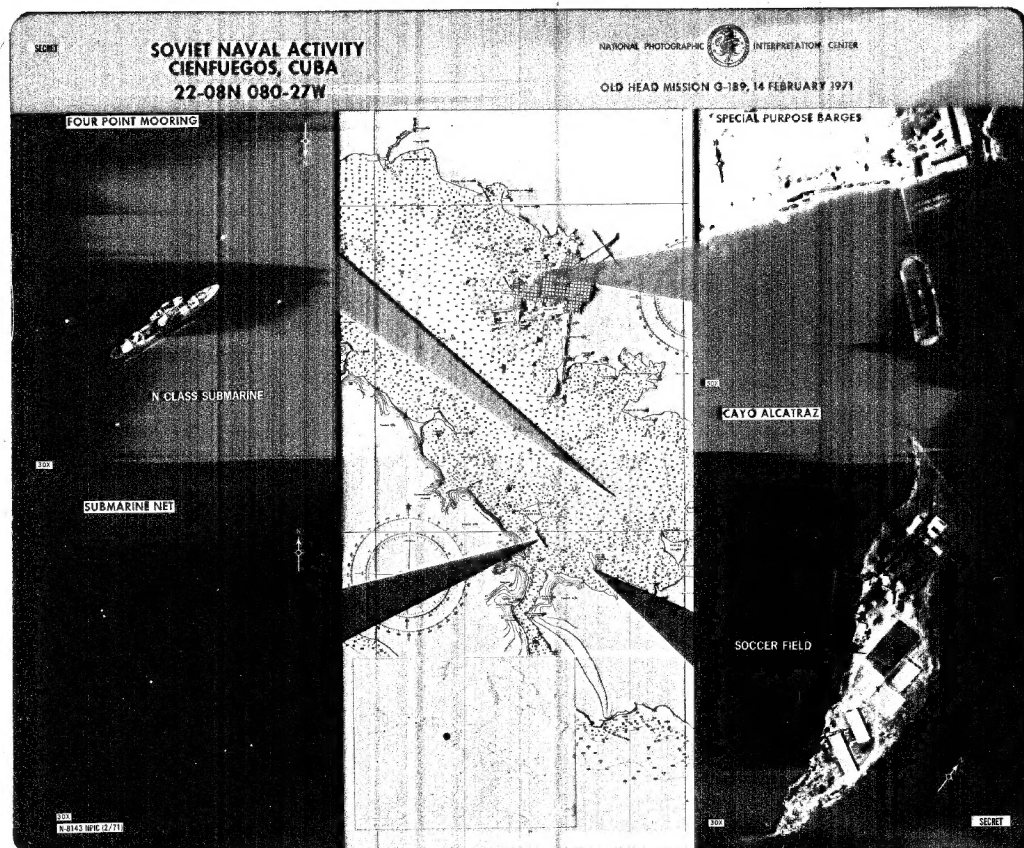 SECRET
SOVIET NAVAL ACTIVITY
CIENFUEGOS, CUBA
22-08N 080-27W
NATIONAL PHOTOGRAPHIC INTERPRETATION CENTER
OLD HEAD MISSION G-189, 14 FEBRUARY 1971
FOUR POINT MOORING
N CLASS SUBMARINE
30X
SUBMARINE NET
30X
N-8143 NPIC (2/71)
SPECIAL PURPOSE BARGES
30X
CAYO ALCATRAZ
SOCCER FIELD
30X
SECRET